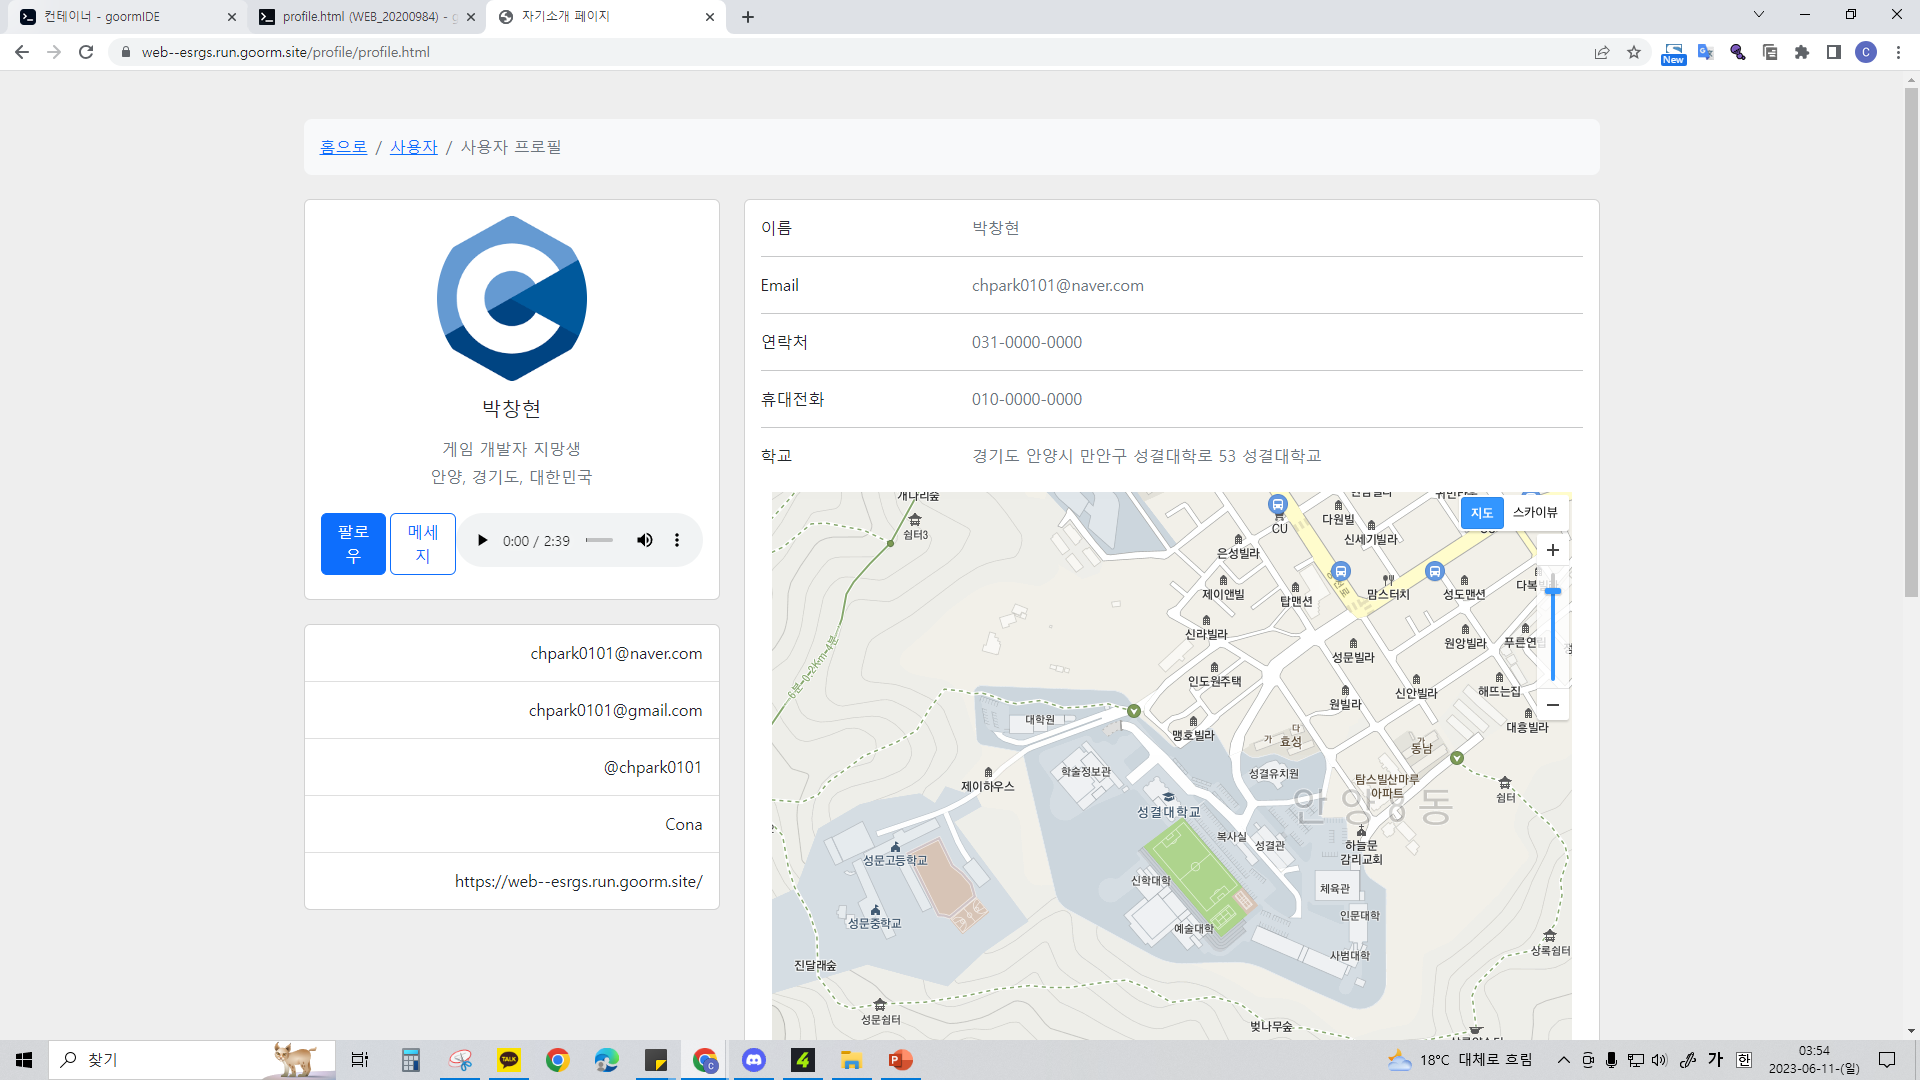 컨테이너 - goormIDE
profile.html (WEB_20200984) - g
자기소개 페이지
web--esrgs.run.goorm.site/profile/profile.html
New
C
홈으로 / 사용자 / 사용자 프로필
박창현
게임 개발자 지망생
안양, 경기도, 대한민국
팔로
우
메세
지
0:00 / 2:39
chpark0101@naver.com
chpark0101@gmail.com
@chpark0101
Cona
https://web--esrgs.run.goorm.site/
이름 박창현
Email chpark0101@naver.com
연락처 031-0000-0000
휴대전화 010-0000-0000
학교 경기도 안양시 만안구 성결대학로 53 성결대학교
지도 스카이뷰
개나리숲
쉼터3
CU
다원빌
신세기빌라
은성빌라
제이앤빌
탑맨션
맘스터치
성도맨션
다복
신라빌라
성문빌라
원앙빌라
푸른연립
인도원주택
원빌라
신안빌라
해뜨는집
대흥빌라
6분-0.2Km-4분
대학원
맹호빌라
다
가 효성
가
동남
학술정보관
제이하우스
성결유치원
탐스빌산마루
아파트
쉼터
성결대학교
안양8동
복사실
성결관
하늘문
감리교회
성문고등학교
신학대학
체육관
성문중학교
예술대학
인문대학
사범대학
상록쉼터
진달래숲
성문쉼터
벚나무숲
찾기
TALK
18°C 대체로 흐림
가
한
03:54
2023-06-11-(일)